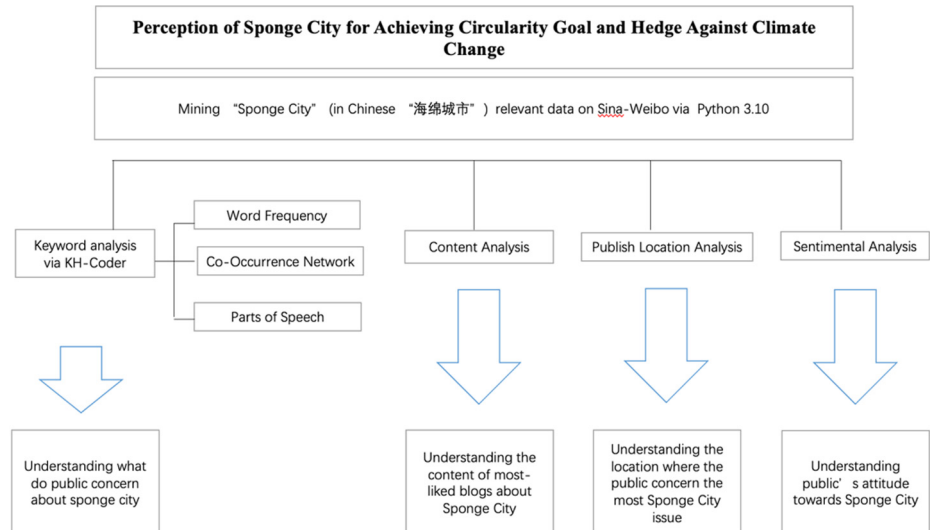 Perception of Sponge City for Achieving Circularity Goal and Hedge Against Climate
Change
Mining “Sponge City” (in Chinese “海绵城市”) relevant data on Sina-Weibo via Python 3.10
Keyword analysis
via KH-Coder
Word Frequency
Co-Occurrence Network
Parts of Speech
Content Analysis
Publish Location Analysis
Sentimental Analysis
Understanding what
do public concern
about sponge city
Understanding the
content of most-
liked blogs about
Sponge City
Understanding the
location where the
public concern the
most Sponge City
issue
Understanding
public’s attitude
towards Sponge City